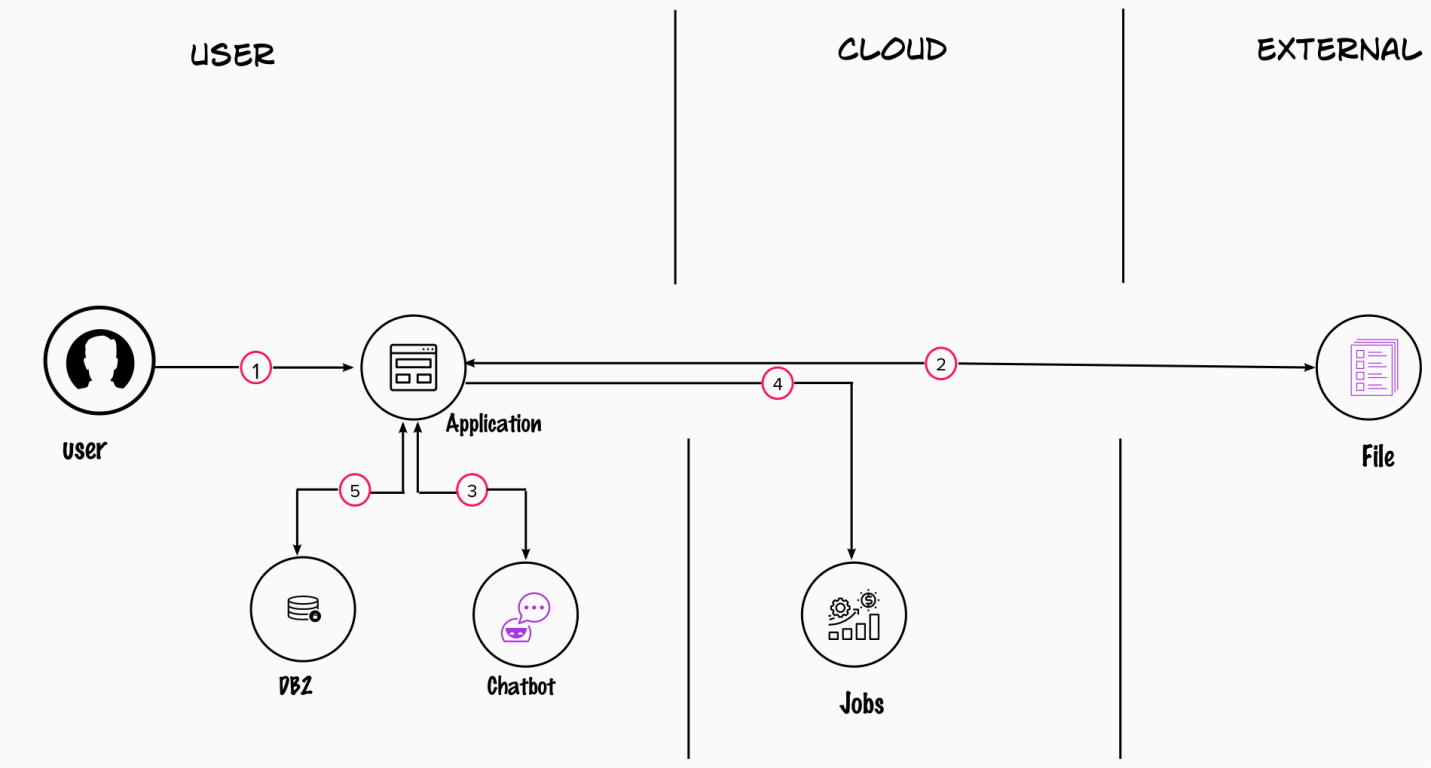 USER
CLOUD
EXTERNAL
1
2
4
Application
user
File
5
3
DB2
Chatbot
Jobs